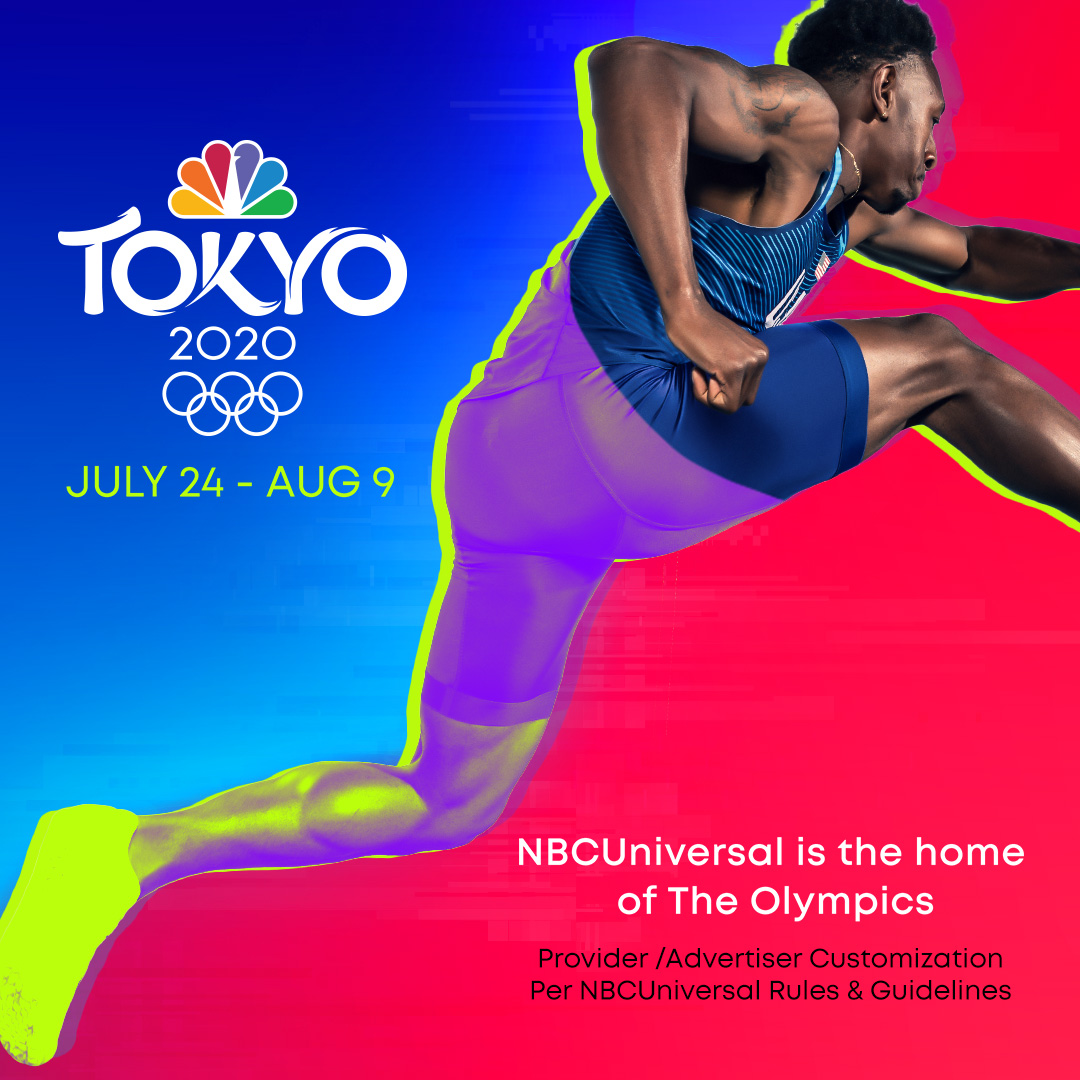 TOKYO
2020
JULY 24 - AUG 9
NBCUniversal is the home
of The Olympics
Provider /Advertiser Customization
Per NBCUniversal Rules & Guidelines